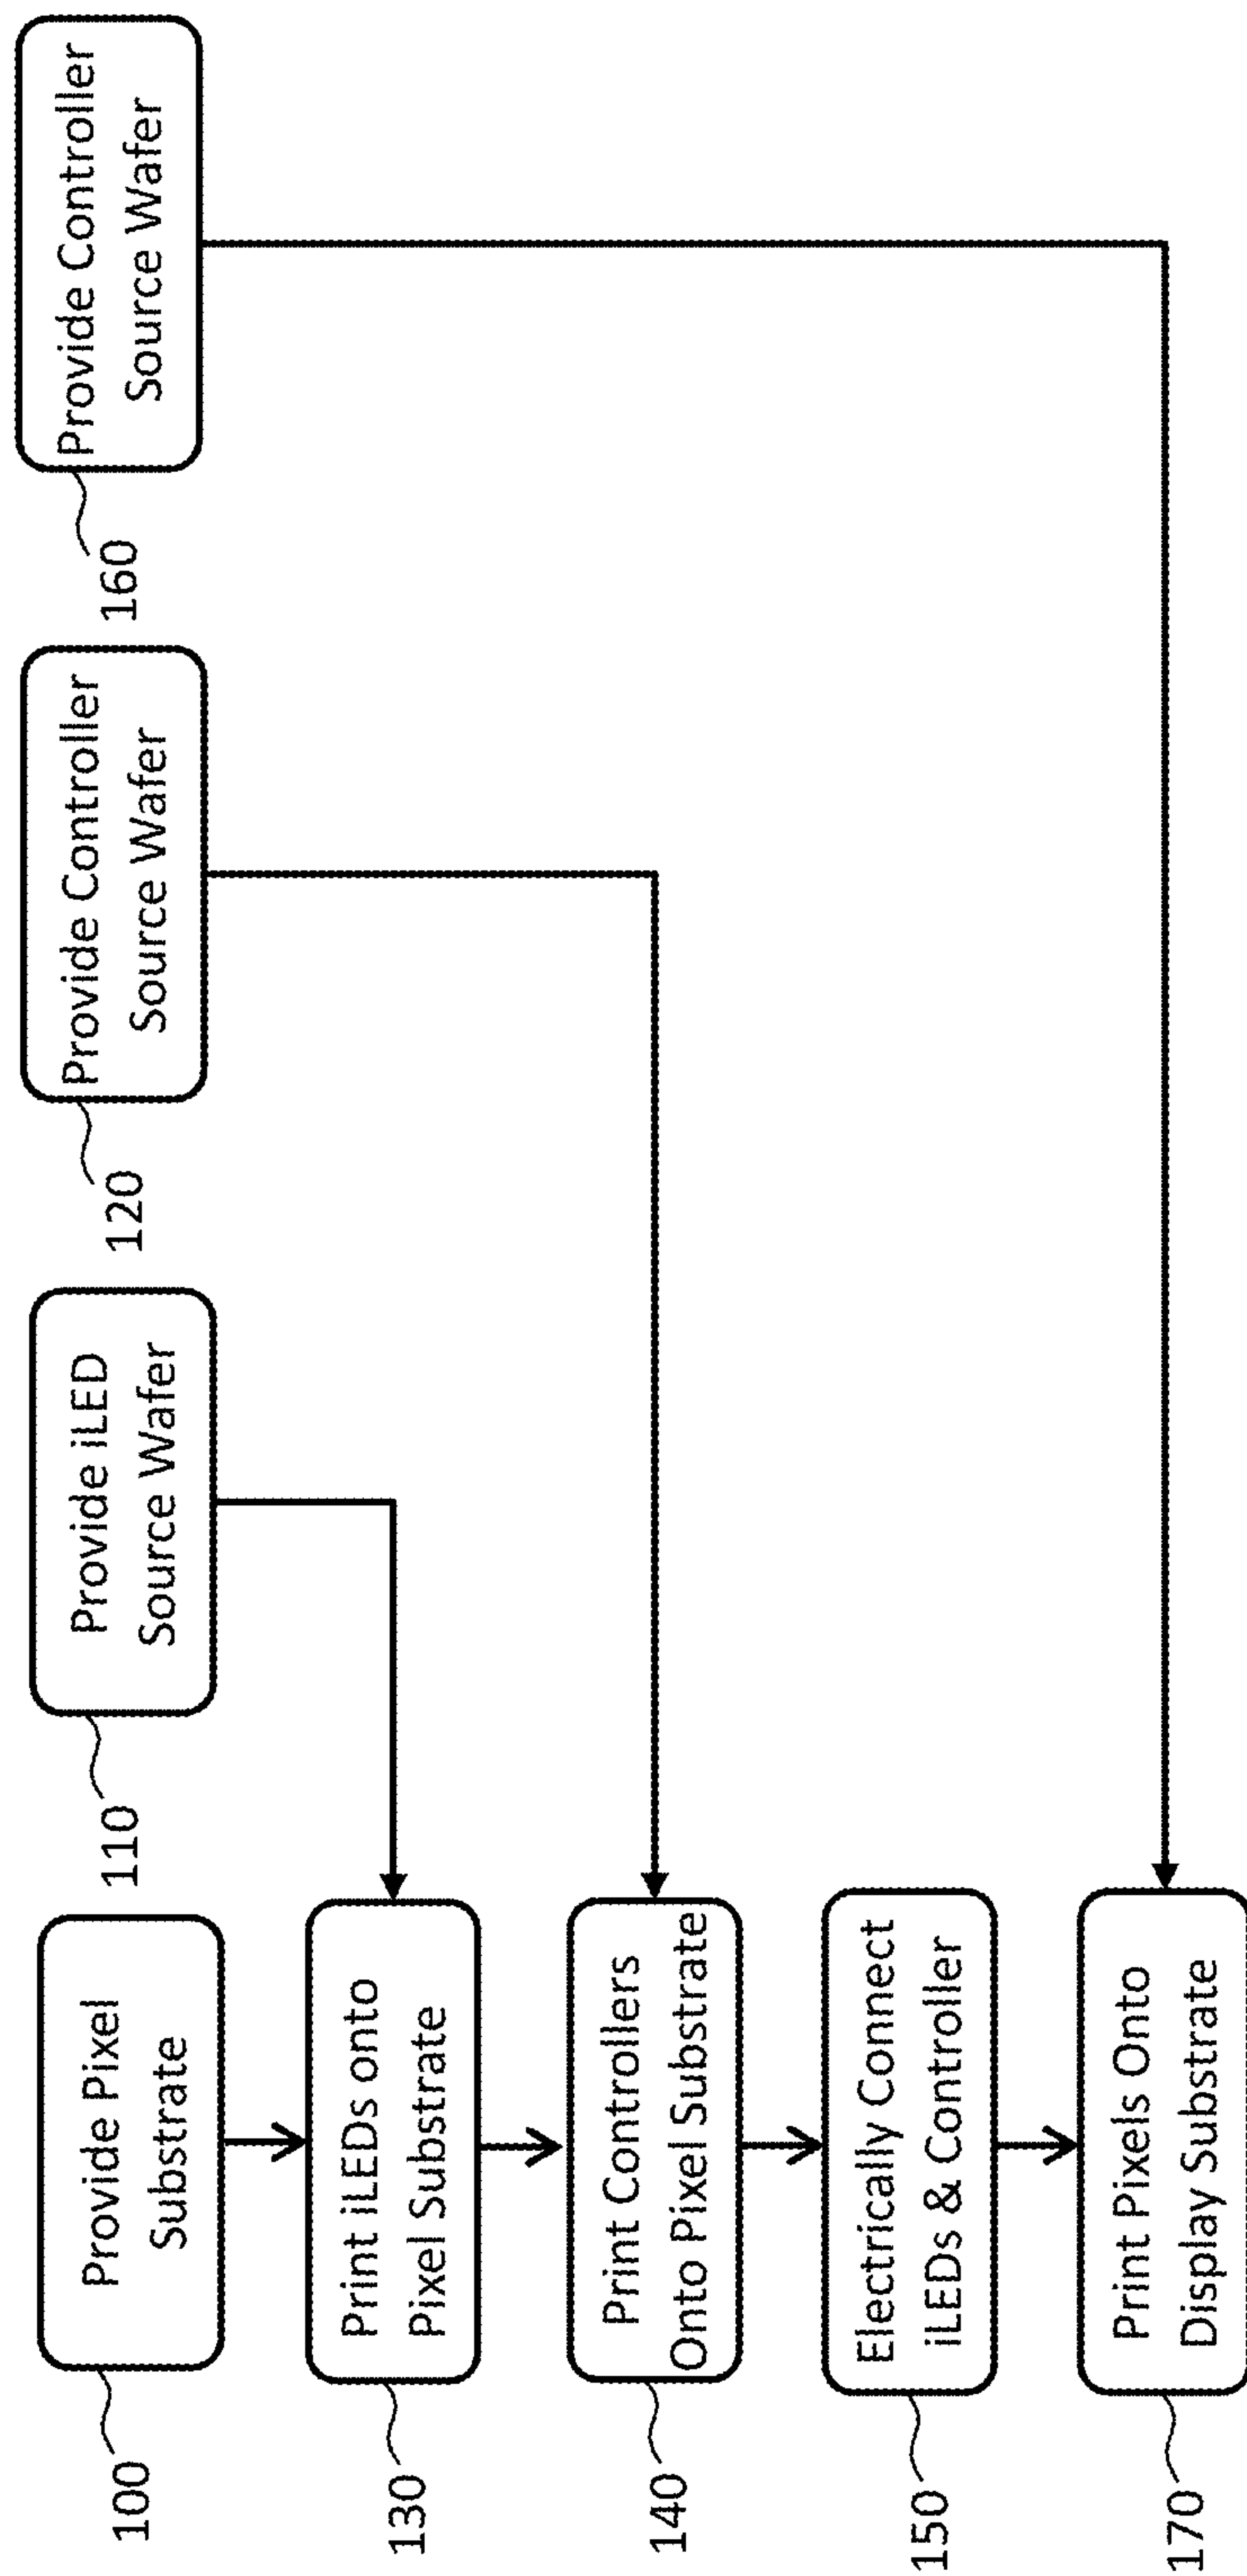 100
Provide Pixel
Substrate
110
Provide iLED
Source Wafer
120
Provide Controller
Source Wafer
160
Provide Controller
Source Wafer
130
Print iLEDs onto
Pixel Substrate
140
Print Controllers
Onto Pixel Substrate
150
Electrically Connect
iLEDs & Controller
170
Print Pixels Onto
Display Substrate